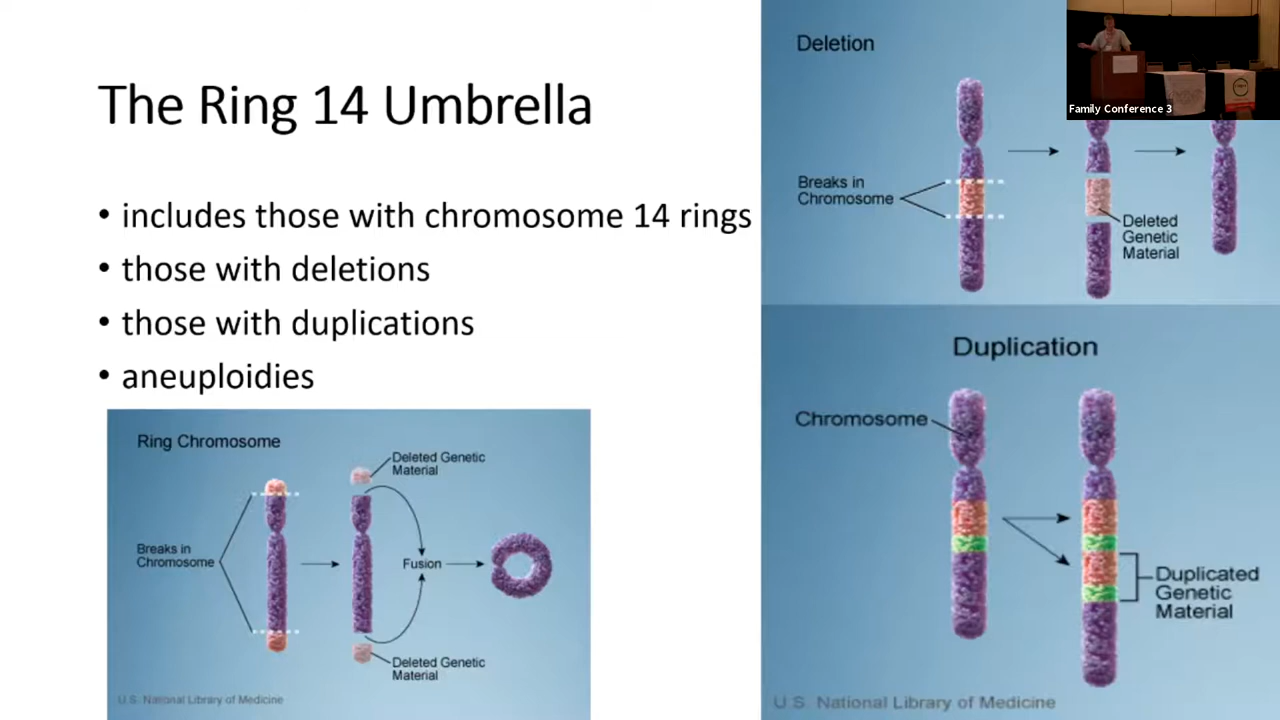 The Ring 14 Umbrella
• includes those with chromosome 14 rings
• those with deletions
• those with duplications
• aneuploidies
Ring Chromosome
Breaks in
Chromosome
Deleted Genetic
Material
Fusion
Deleted Genetic
Material
U.S. National Library of Medicine
Deletion
Breaks in
Chromosome
Deleted
Genetic
Material
Family Conference 3
Duplication
Chromosome
Duplicated
Genetic
Material
U.S. National Library of Medicine